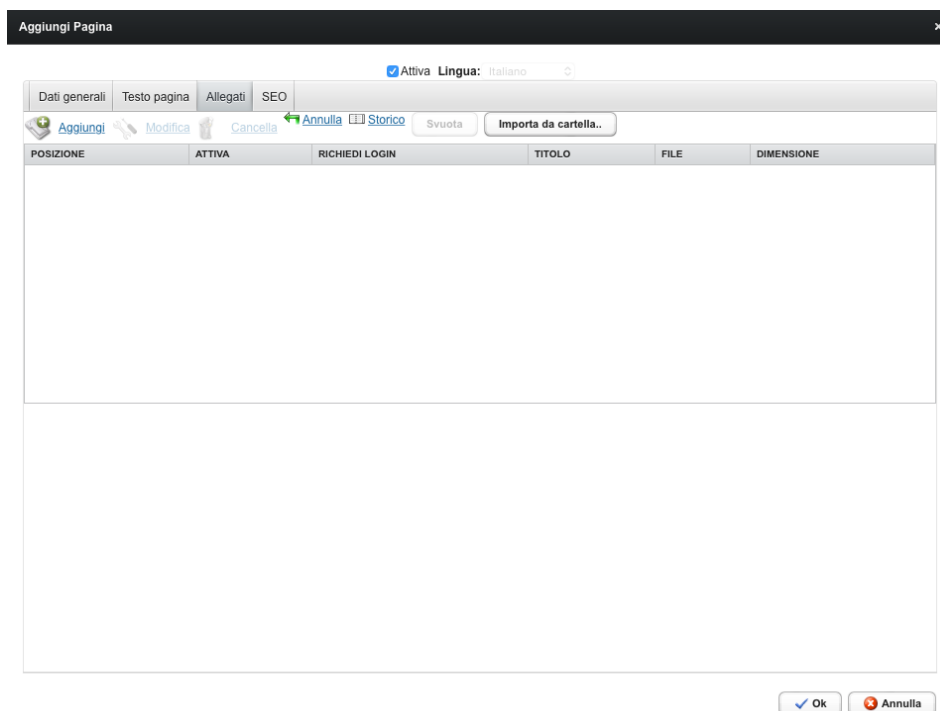 Aggiungi Pagina ×
Attiva Lingua: Italiano
Dati generali Testo pagina Allegati SEO
Aggiungi Modifica Cancella Annulla Storico Svuota Importa da cartella..
POSIZIONE ATTIVA RICHIEDI LOGIN TITOLO FILE DIMENSIONE
Ok Annulla